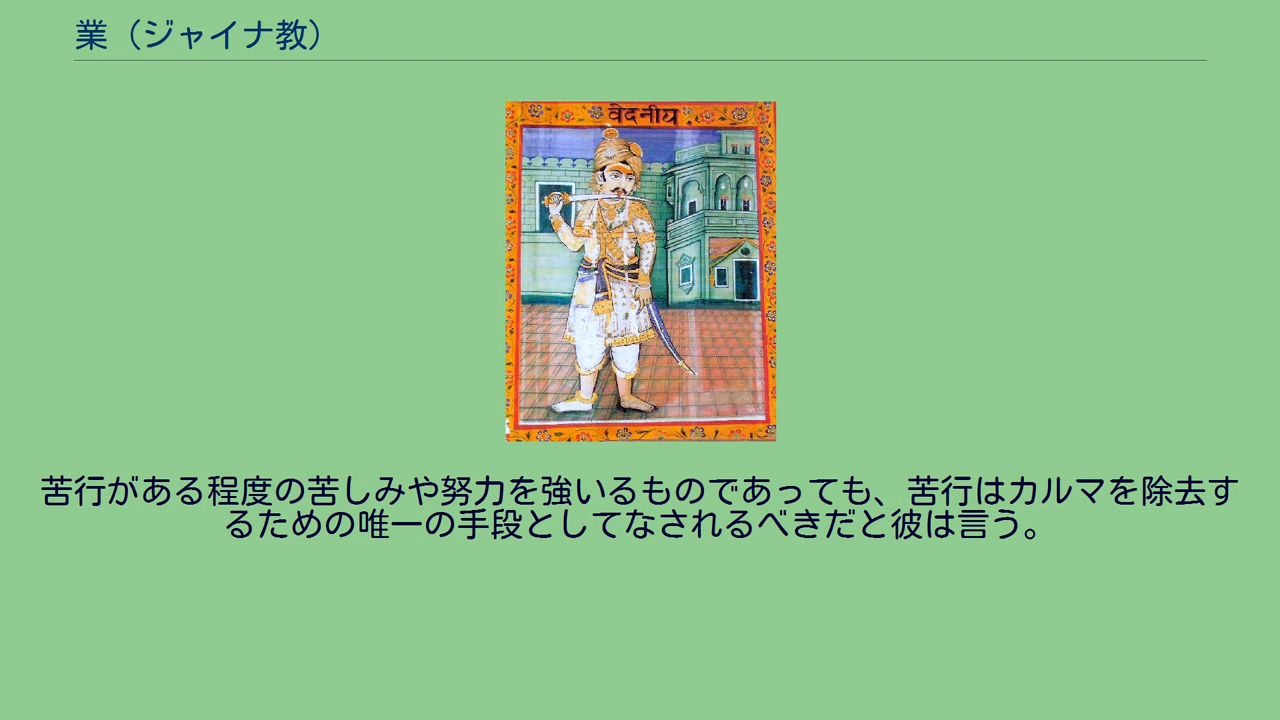 業（ジャイナ教）
वेदनीय
苦行がある程度の苦しみや努力を強いるものであっても、苦行はカルマを除去す
るための唯一の手段としてなされるべきだと彼は言う。